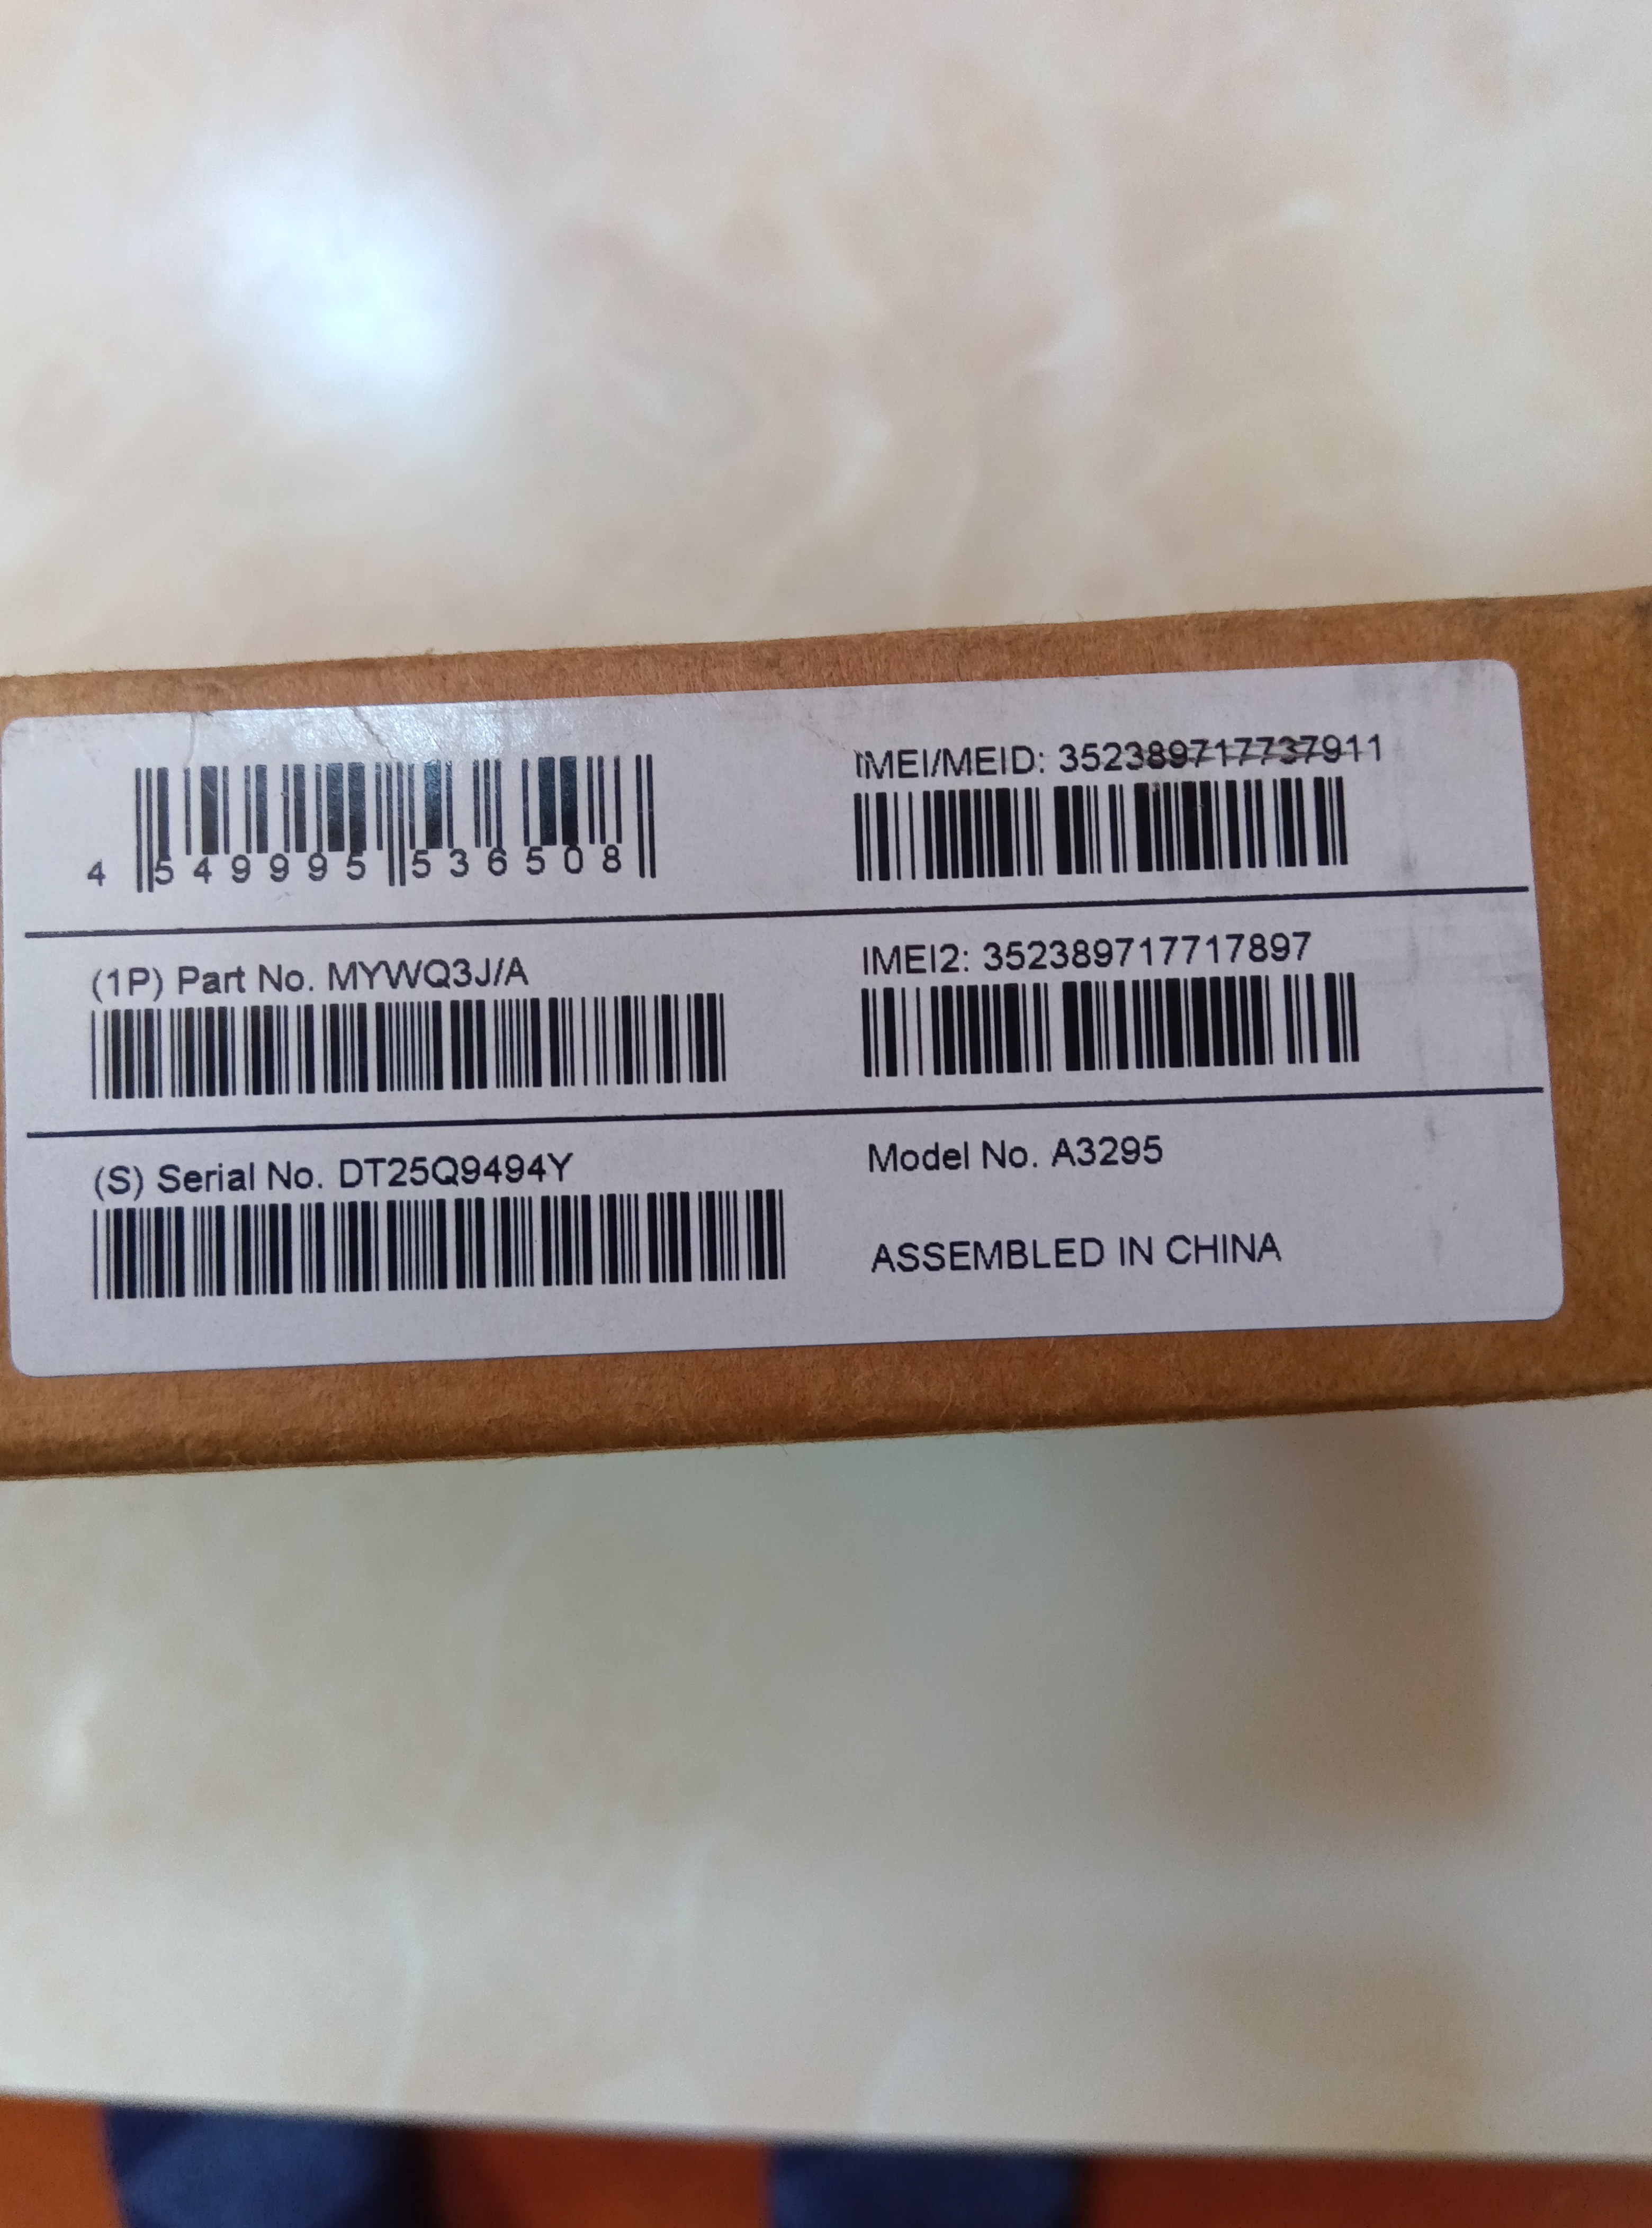 4 549995 536508
IMEI/MEID: 352389717737911
(1P) Part No. MYWQ3J/A
IMEI2: 352389717717897
(S) Serial No. DT25Q9494Y
Model No. A3295
ASSEMBLED IN CHINA